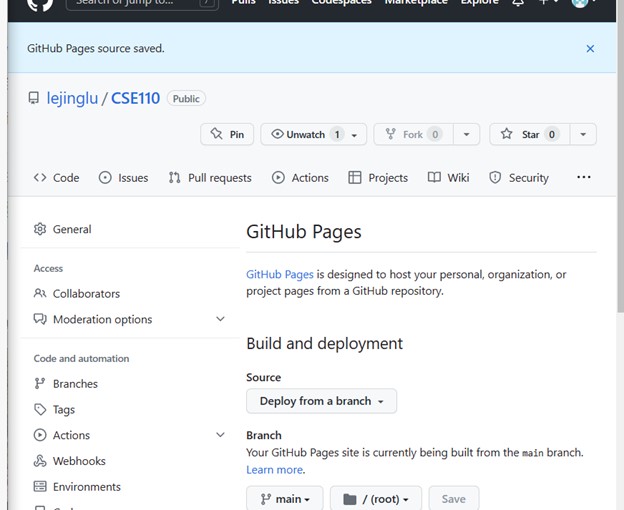 Search or jump to... /
Pulls Issues Codespaces Marketplace Explore
GitHub Pages source saved.
lejinglu / CSE110 Public
Pin Unwatch 1 Fork 0 Star 0
Code Issues Pull requests Actions Projects Wiki Security
General
Access
Collaborators
Moderation options
Code and automation
Branches
Tags
Actions
Webhooks
Environments
GitHub Pages
GitHub Pages is designed to host your personal, organization, or
project pages from a GitHub repository.
Build and deployment
Source
Deploy from a branch
Branch
Your GitHub Pages site is currently being built from the main branch.
Learn more.
main / (root) Save